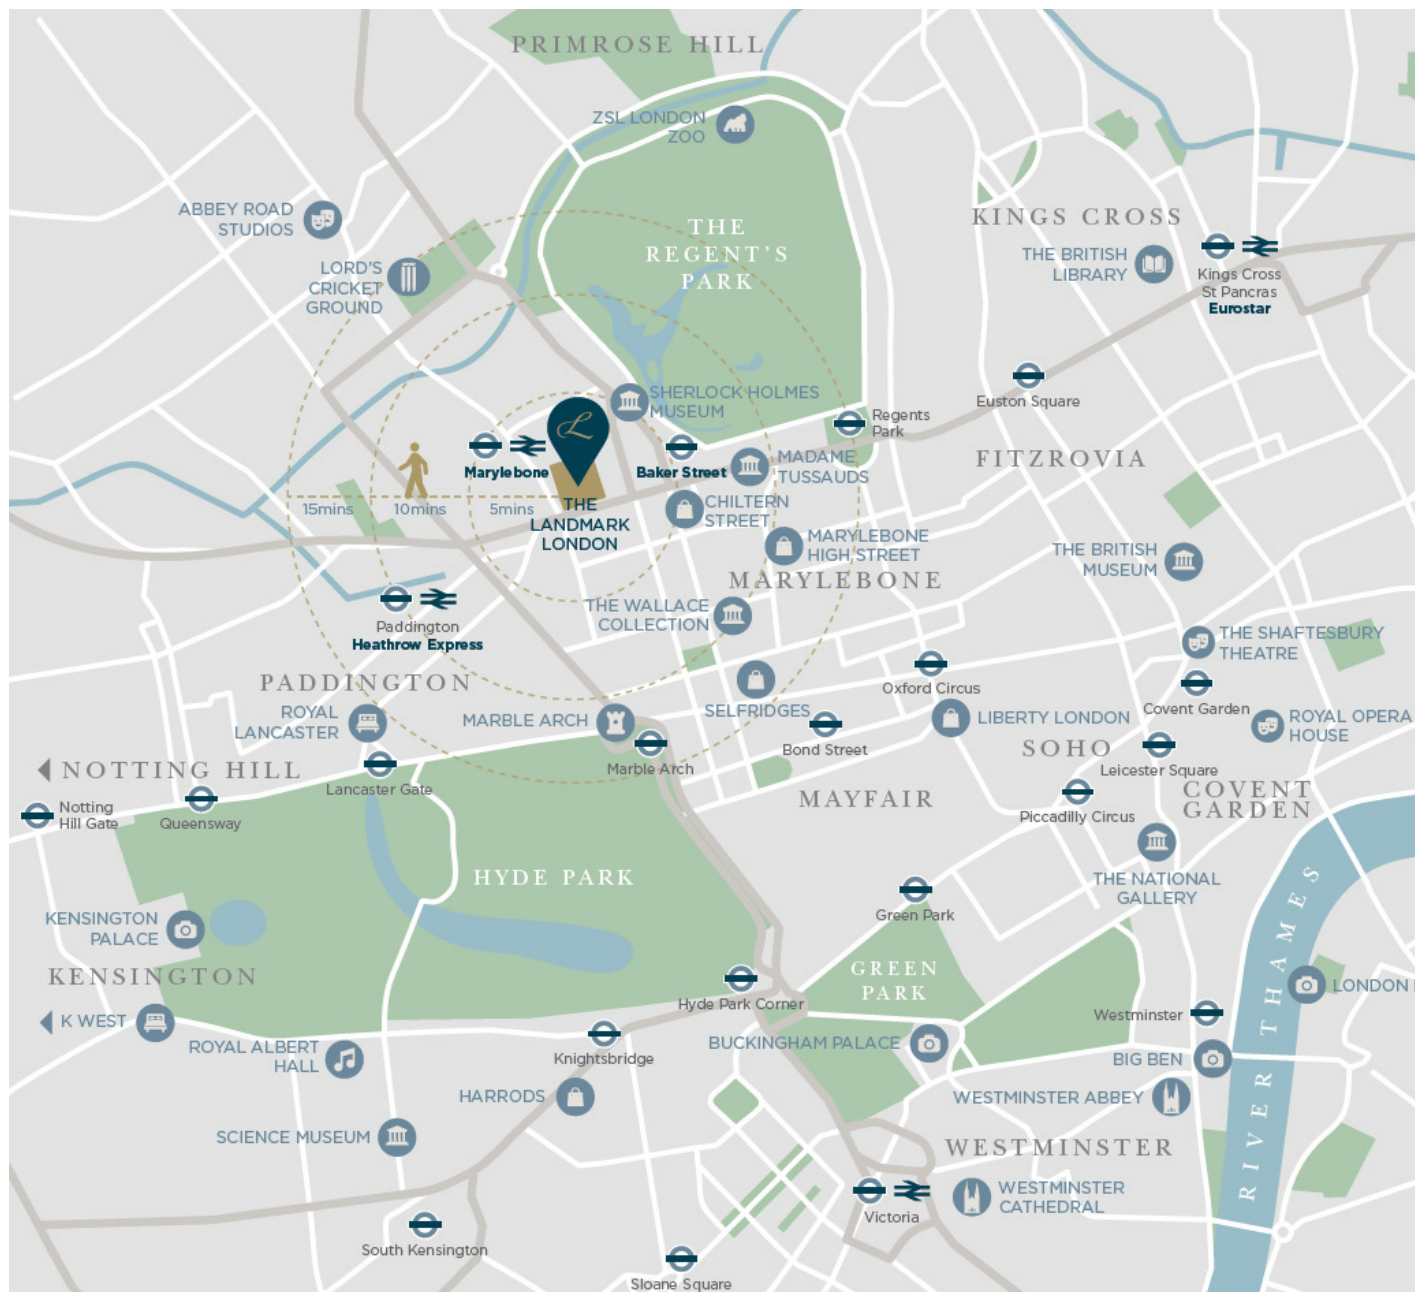 PRIMROSE HILL
ZSL LONDON
ZOO
ABBEY ROAD
STUDIOS
THE
REGENT'S
PARK
KINGS CROSS
LORD'S
CRICKET
GROUND
THE BRITISH
LIBRARY
Kings Cross
St Pancras
Eurostar
Euston Square
SHERLOCK HOLMES
MUSEUM
Regents
Park
L
Marylebone
Baker Street
MADAME
TUSSAUDS
FITZROVIA
15mins
10mins
5mins
THE
LANDMARK
LONDON
CHILTERN
STREET
MARYLEBONE
HIGH STREET
THE BRITISH
MUSEUM
MARYLEBONE
Paddington
Heathrow Express
THE WALLACE
COLLECTION
THE SHAFTESBURY
THEATRE
PADDINGTON
Oxford Circus
Covent Garden
ROYAL
LANCASTER
MARBLE ARCH
SELFRIDGES
LIBERTY LONDON
ROYAL OPERA
HOUSE
Bond Street
SOHO
Marble Arch
Leicester Square
NOTTING HILL
Lancaster Gate
MAYFAIR
COVENT
GARDEN
Notting
Hill Gate
Queensway
Piccadilly Circus
HYDE PARK
THE NATIONAL
GALLERY
Green Park
KENSINGTON
PALACE
KENSINGTON
GREEN
PARK
RIVER THAMES
LONDON
Hyde Park Corner
Westminster
K WEST
ROYAL ALBERT
HALL
Knightsbridge
BUCKINGHAM PALACE
BIG BEN
HARRODS
WESTMINSTER ABBEY
SCIENCE MUSEUM
WESTMINSTER
WESTMINSTER
CATHEDRAL
Victoria
South Kensington
Sloane Square